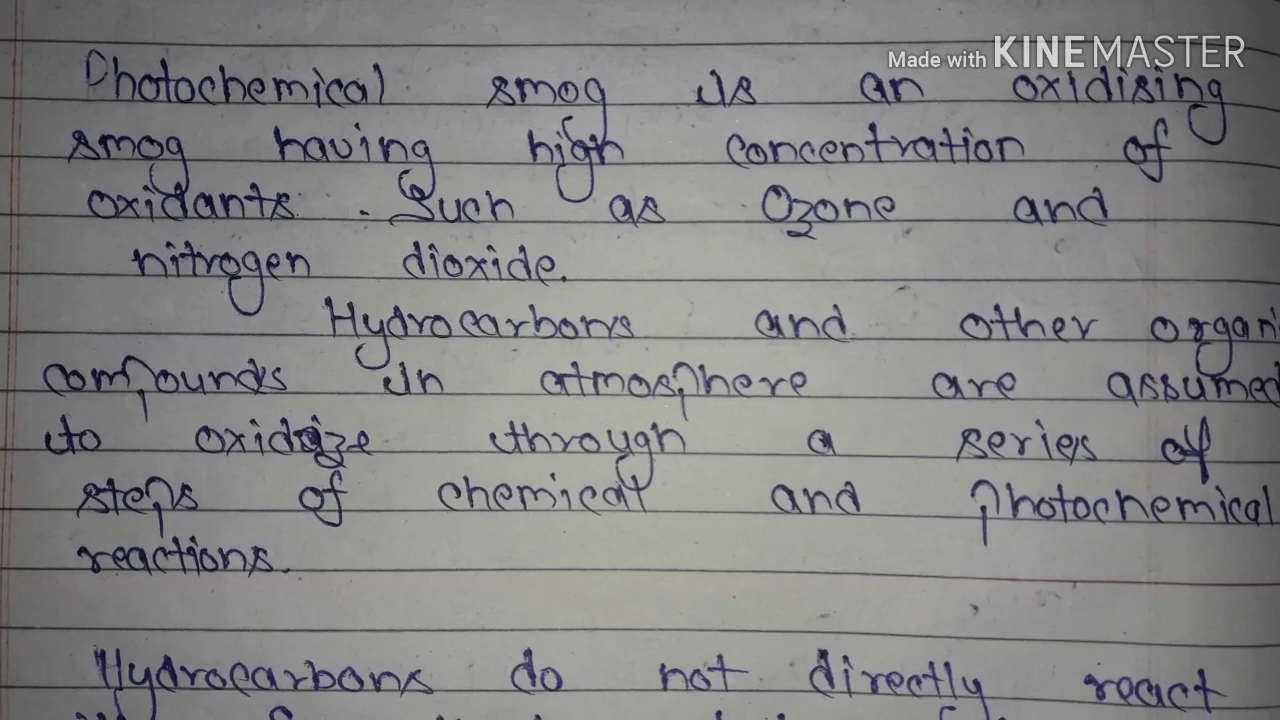 Made with KINEMASTER
Photochemical smog is an oxidising
smog having high concentration of
oxidants. Such as Ozone and
nitrogen dioxide.
Hydrocarbons and other organi
compounds in atmosphere are assumed
to oxidize through a series of
steps of chemical and photochemical
reactions.
Hydrocarbons do not directly react